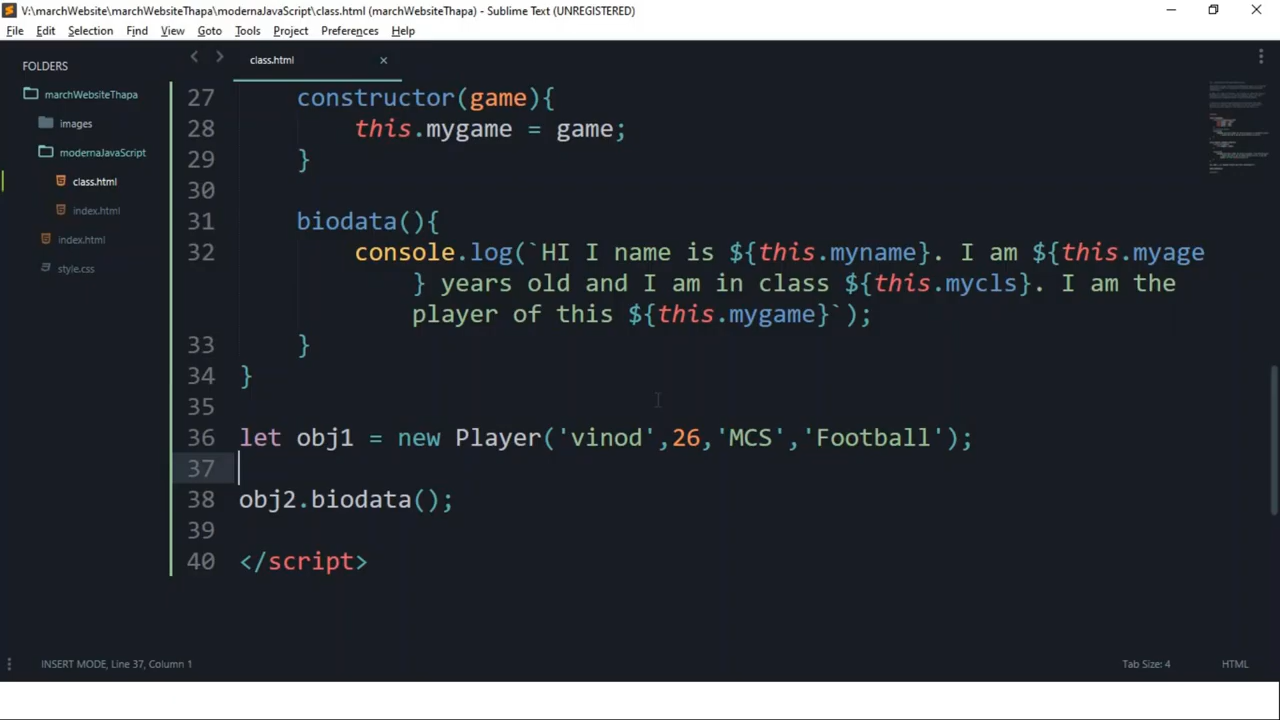 V:\marchWebsite\marchWebsiteThapa\modernaJavaScript\class.html (marchWebsiteThapa) - Sublime Text (UNREGISTERED)
File Edit Selection Find View Goto Tools Project Preferences Help
FOLDERS
marchWebsiteThapa
images
modernaJavaScript
class.html
index.html
index.html
style.css
class.html
27 constructor(game){
28 this.mygame = game;
29 }
30
31 biodata(){
32 console.log(`HI I name is ${this.myname}. I am ${this.myage
} years old and I am in class ${this.mycls}. I am the
player of this ${this.mygame}`);
33 }
34 }
35
36 let obj1 = new Player('vinod',26,'MCS','Football');
37
38 obj2.biodata();
39
40 </script>
INSERT MODE, Line 37, Column 1
Tab Size: 4
HTML